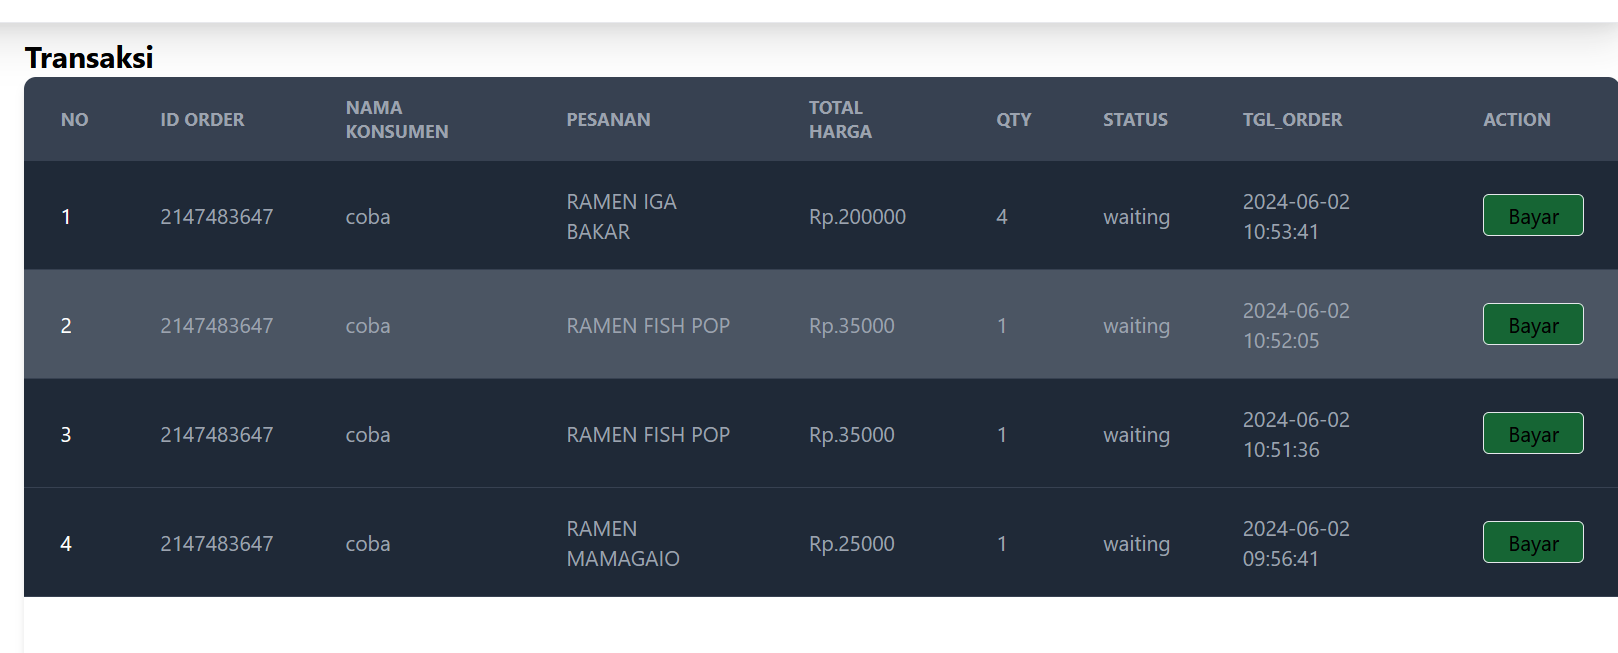 Transaksi
NO ID ORDER NAMA KONSUMEN PESANAN TOTAL HARGA QTY STATUS TGL_ORDER ACTION
1 2147483647 coba RAMEN IGA BAKAR Rp.200000 4 waiting 2024-06-02 10:53:41 Bayar
2 2147483647 coba RAMEN FISH POP Rp.35000 1 waiting 2024-06-02 10:52:05 Bayar
3 2147483647 coba RAMEN FISH POP Rp.35000 1 waiting 2024-06-02 10:51:36 Bayar
4 2147483647 coba RAMEN MAMAGAIO Rp.25000 1 waiting 2024-06-02 09:56:41 Bayar